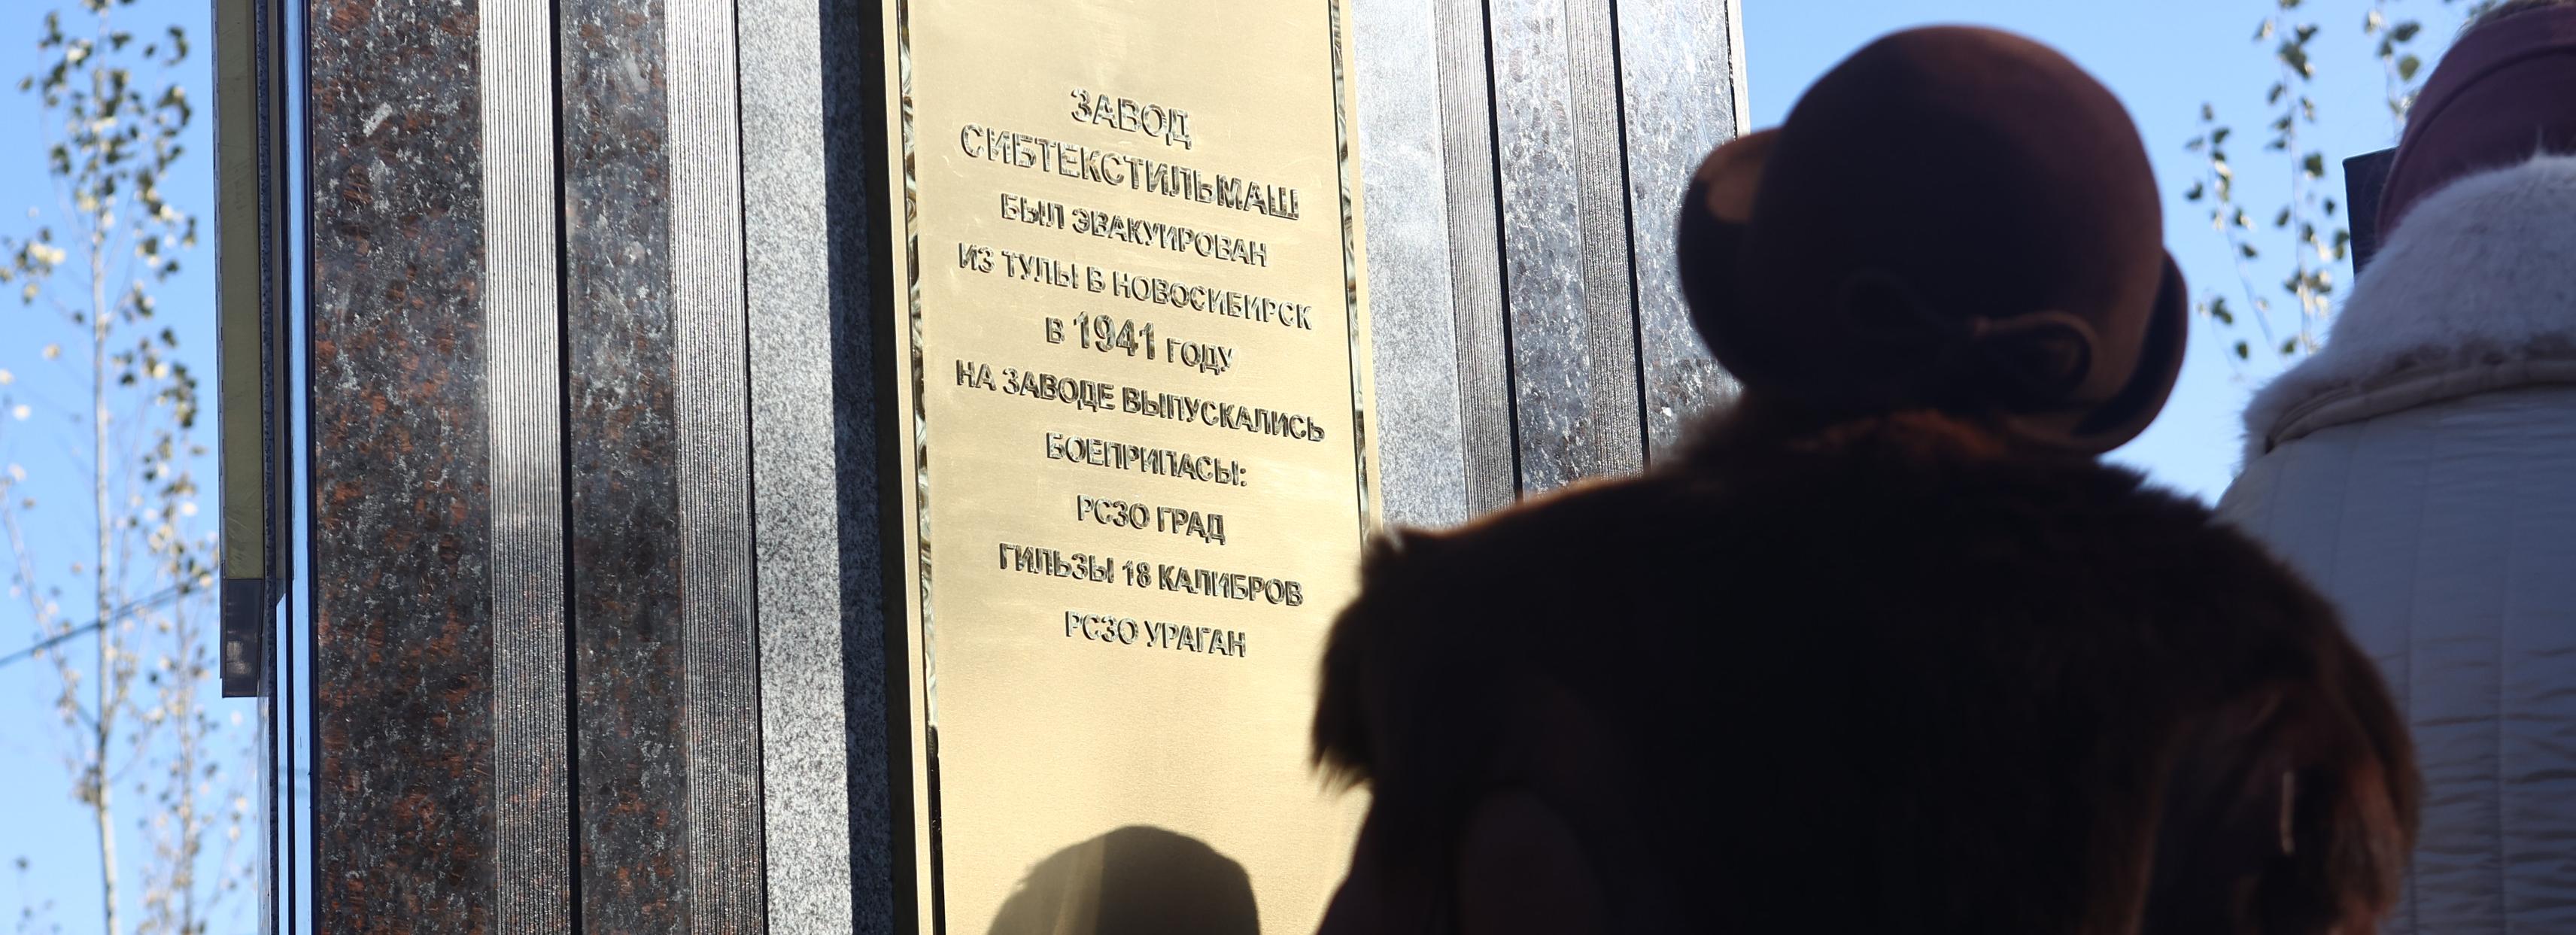 ЗАВОД
СИБТЕКСТИЛЬМАШ
БЫЛ ЭВАКУИРОВАН
ИЗ ТУЛЫ В НОВОСИБИРСК
В 1941 ГОДУ
НА ЗАВОДЕ ВЫПУСКАЛИСЬ
БОЕПРИПАСЫ:
РСЗО ГРАД
ГИЛЬЗЫ 18 КАЛИБРОВ
РСЗО УРАГАН